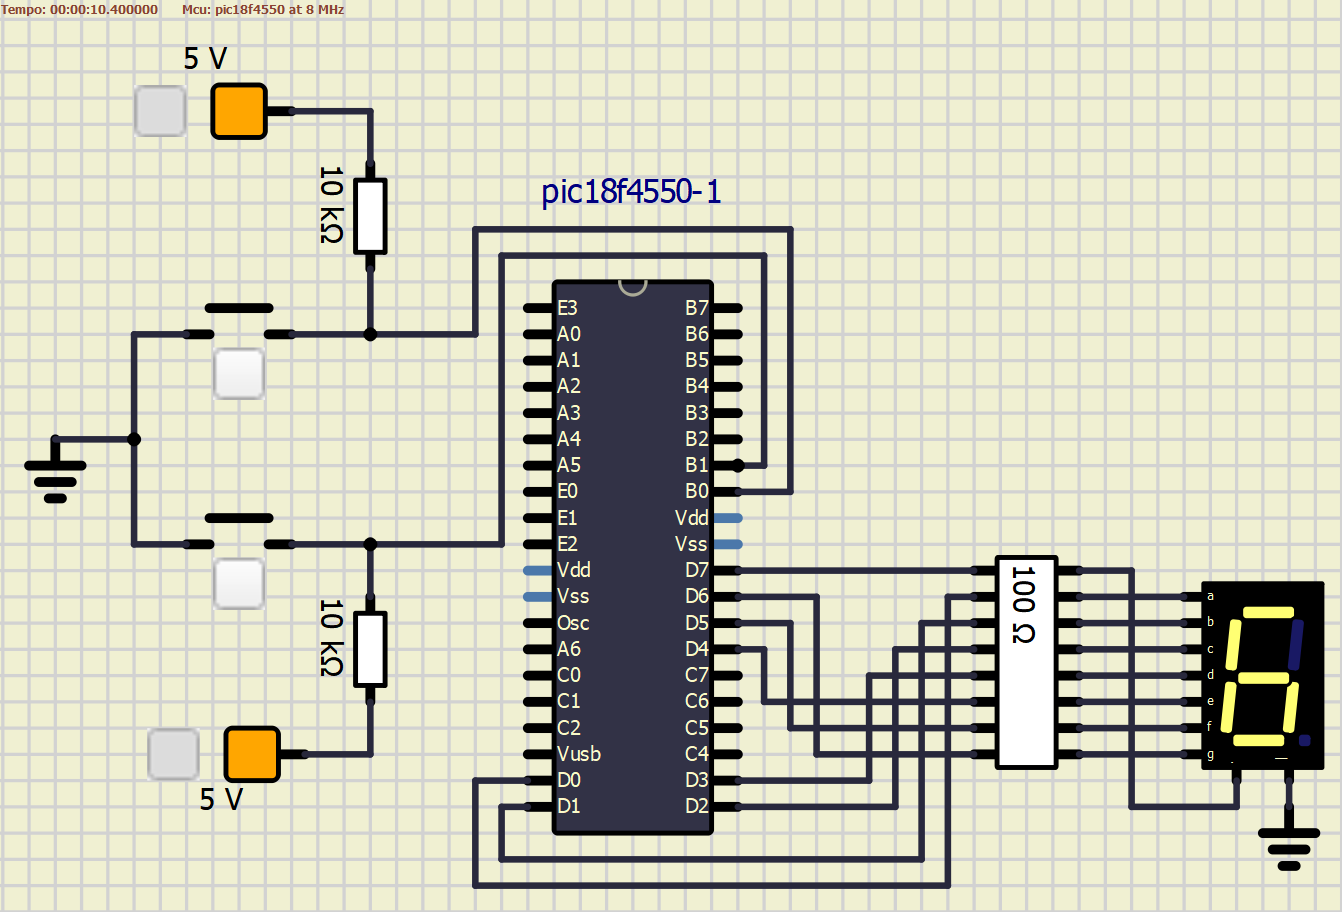 Tempo: 00:00:10.400000 Mcu: pic18f4550 at 8 MHz
5 V
10 kΩ
pic18f4550-1
E3 B7
A0 B6
A1 B5
A2 B4
A3 B3
A4 B2
A5 B1
E0 B0
E1 Vdd
E2 Vss
Vdd D7
Vss D6
Osc D5
A6 D4
C0 C7
C1 C6
C2 C5
Vusb C4
D0 D3
D1 D2
10 kΩ
5 V
100 Ω
a
b
c
d
e
f
g